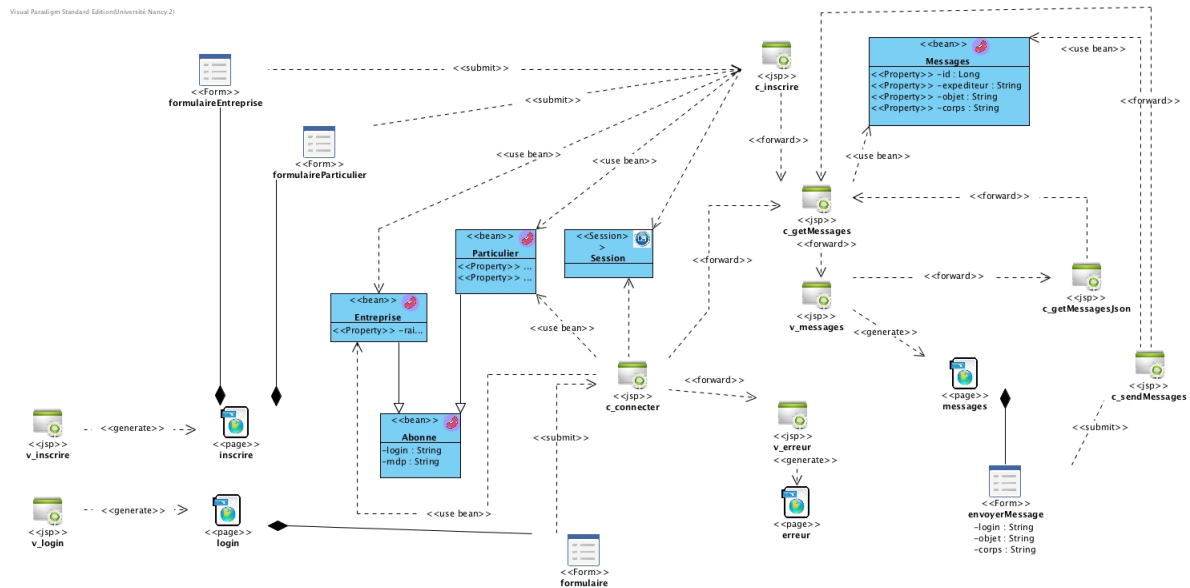 Visual Paradigm Standard Edition(Université Nancy 2)
<<Form>>
formulaireEntreprise
<<submit>>
<<jsp>>
c_inscrire
<<submit>>
<<Form>>
formulaireParticulier
<<use bean>>
<<use bean>>
<<forward>>
<<bean>>
Messages
<<Property>> -id : Long
<<Property>> -expediteur : String
<<Property>> -objet : String
<<Property>> -corps : String
<<use bean>>
<<forward>>
<<use bean>>
<<jsp>>
c_getMessages
<<forward>>
<<forward>>
<<bean>>
Particulier
<<Property>> ...
<<Property>> ...
<<Session>
>
Session
<<forward>>
<<forward>>
<<jsp>>
c_getMessagesJson
<<jsp>>
v_messages
<<bean>>
Entreprise
<<Property>> -rai...
<<use bean>>
<<generate>>
<<jsp>>
c_connecter
<<forward>>
<<page>>
messages
<<jsp>>
c_sendMessages
<<submit>>
<<jsp>>
v_inscrire
<<generate>>
<<page>>
inscrire
<<bean>>
Abonne
-login : String
-mdp : String
<<submit>>
<<jsp>>
v_erreur
<<generate>>
<<page>>
erreur
<<jsp>>
v_login
<<generate>>
<<page>>
login
<<use bean>>
<<Form>>
formulaire
<<Form>>
envoyerMessage
-login : String
-objet : String
-corps : String